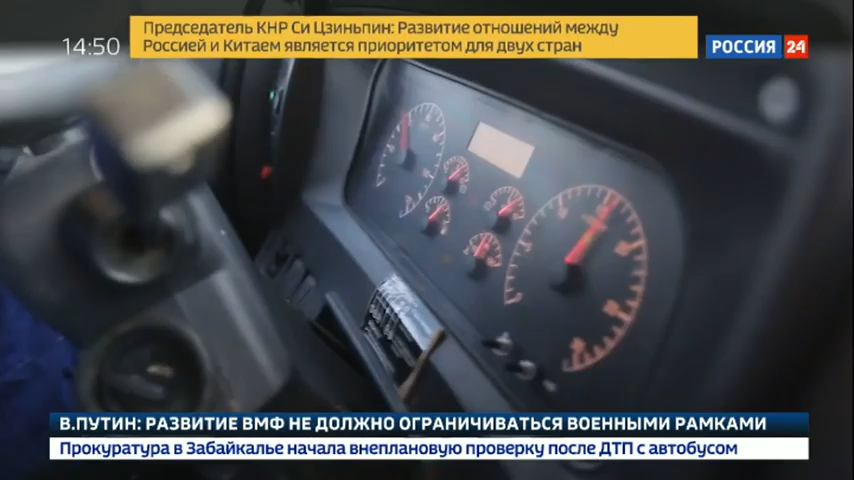 14:50
Председатель КНР Си Цзиньпин: Развитие отношений между
Россией и Китаем является приоритетом для двух стран
РОССИЯ 24
В.ПУТИН: РАЗВИТИЕ ВМФ НЕ ДОЛЖНО ОГРАНИЧИВАТЬСЯ ВОЕННЫМИ РАМКАМИ
Прокуратура в Забайкалье начала внеплановую проверку после ДТП с автобусом